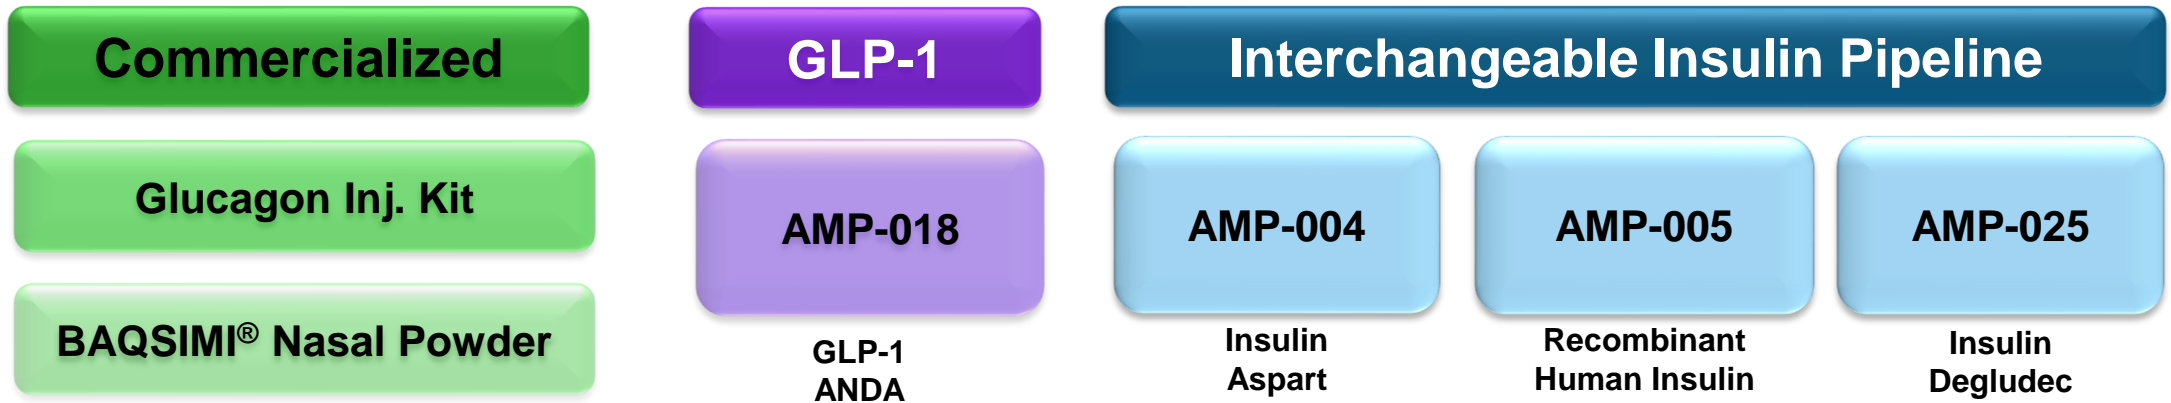 Commercialized
Glucagon Inj. Kit
BAQSIMI® Nasal Powder
GLP-1
AMP-018
GLP-1
ANDA
Interchangeable Insulin Pipeline
AMP-004
Insulin
Aspart
AMP-005
Recombinant
Human Insulin
AMP-025
Insulin
Degludec